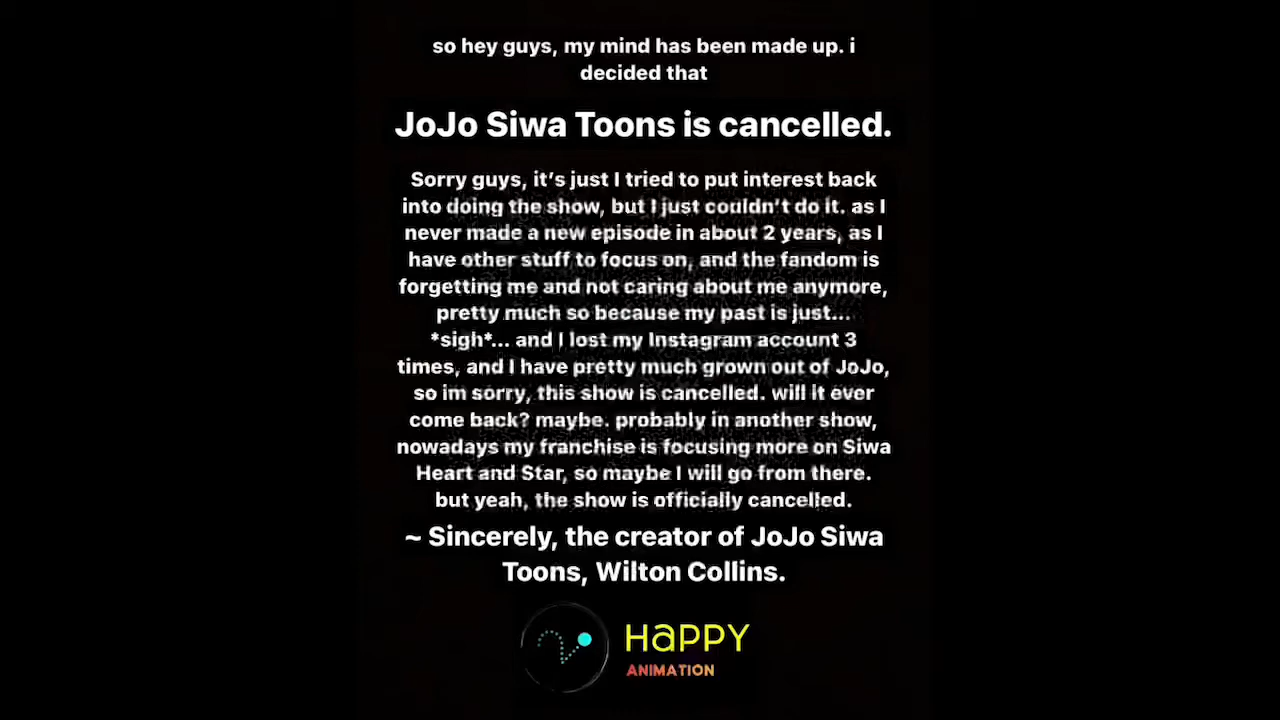 so hey guys, my mind has been made up. i
decided that
JoJo Siwa Toons is cancelled.
Sorry guys, it's just I tried to put interest back
into doing the show, but I just couldn't do it. as I
never made a new episode in about 2 years, as I
have other stuff to focus on, and the fandom is
forgetting me and not caring about me anymore,
pretty much so because my past is just...
*sigh*... and I lost my Instagram account 3
times, and I have pretty much grown out of JoJo,
so im sorry, this show is cancelled. will it ever
come back? maybe. probably in another show,
nowadays my franchise is focusing more on Siwa
Heart and Star, so maybe I will go from there.
but yeah, the show is officially cancelled.
~ Sincerely, the creator of JoJo Siwa
Toons, Wilton Collins.
HaPPY
ANIMATION